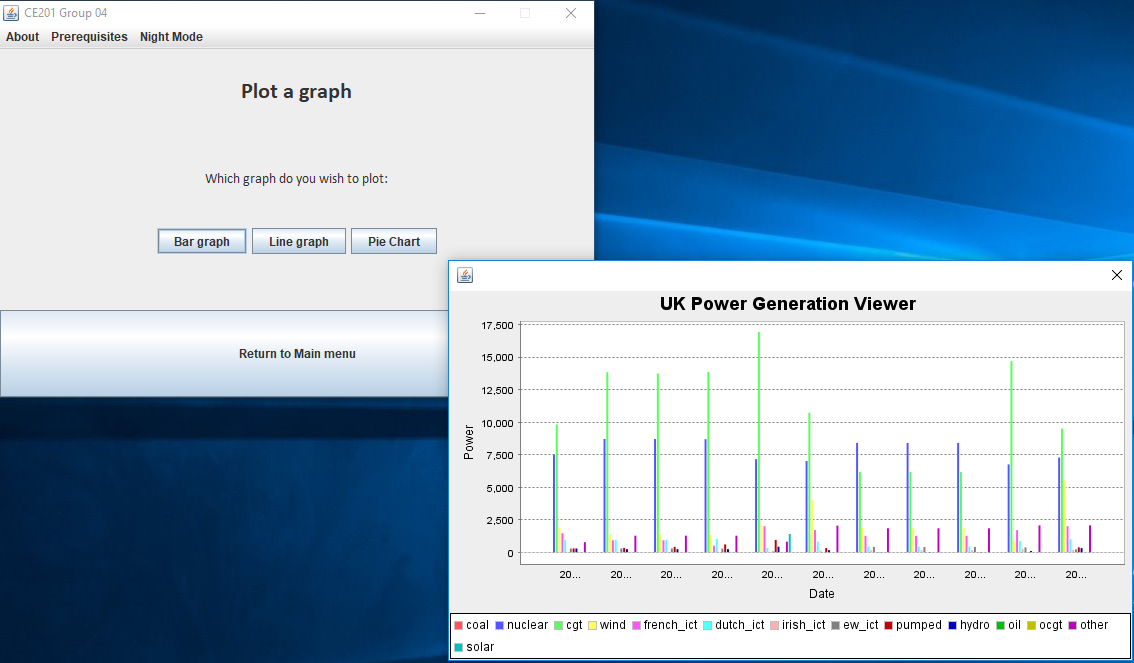 CE201 Group 04
About Prerequisites Night Mode
Plot a graph
Which graph do you wish to plot:
Bar graph Line graph Pie Chart
Return to Main menu
UK Power Generation Viewer
17,500
15,000
12,500
10,000
7,500
5,000
2,500
0
Power
20... 20... 20... 20... 20... 20... 20... 20... 20... 20... 20...
Date
coal nuclear cgt wind french_ict dutch_ict irish_ict ew_ict pumped hydro oil ocgt other
solar